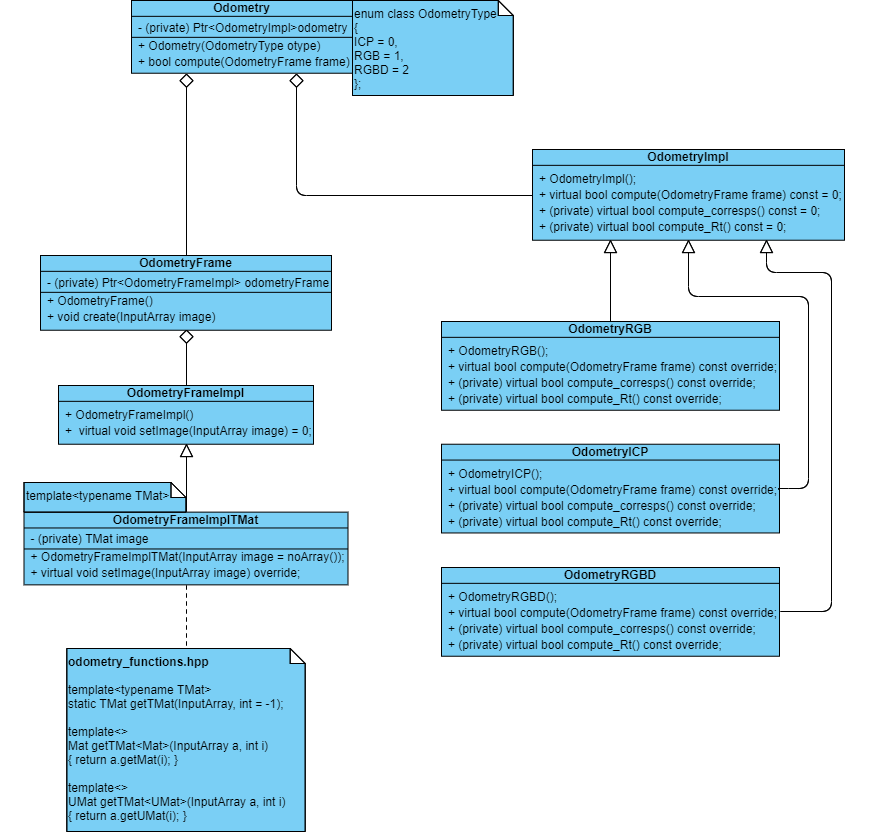 Odometry
- (private) Ptr<OdometryImpl>odometry
+ Odometry(OdometryType otype)
+ bool compute(OdometryFrame frame)
enum class OdometryType
{
ICP = 0,
RGB = 1,
RGBD = 2
};
OdometryImpl
+ OdometryImpl();
+ virtual bool compute(OdometryFrame frame) const = 0;
+ (private) virtual bool compute_corresps() const = 0;
+ (private) virtual bool compute_Rt() const = 0;
OdometryFrame
- (private) Ptr<OdometryFrameImpl> odometryFrame
+ OdometryFrame()
+ void create(InputArray image)
OdometryRGB
+ OdometryRGB();
+ virtual bool compute(OdometryFrame frame) const override;
+ (private) virtual bool compute_corresps() const override;
+ (private) virtual bool compute_Rt() const override;
OdometryFrameImpl
+ OdometryFrameImpl()
+ virtual void setImage(InputArray image) = 0;
OdometryICP
+ OdometryICP();
+ virtual bool compute(OdometryFrame frame) const override;
+ (private) virtual bool compute_corresps() const override;
+ (private) virtual bool compute_Rt() const override;
template<typename TMat>
OdometryFrameImplTMat
- (private) TMat image
+ OdometryFrameImplTMat(InputArray image = noArray());
+ virtual void setImage(InputArray image) override;
OdometryRGBD
+ OdometryRGBD();
+ virtual bool compute(OdometryFrame frame) const override;
+ (private) virtual bool compute_corresps() const override;
+ (private) virtual bool compute_Rt() const override;
odometry_functions.hpp
template<typename TMat>
static TMat getTMat(InputArray, int = -1);
template<>
Mat getTMat<Mat>(InputArray a, int i)
{ return a.getMat(i); }
template<>
UMat getTMat<UMat>(InputArray a, int i)
{ return a.getUMat(i); }